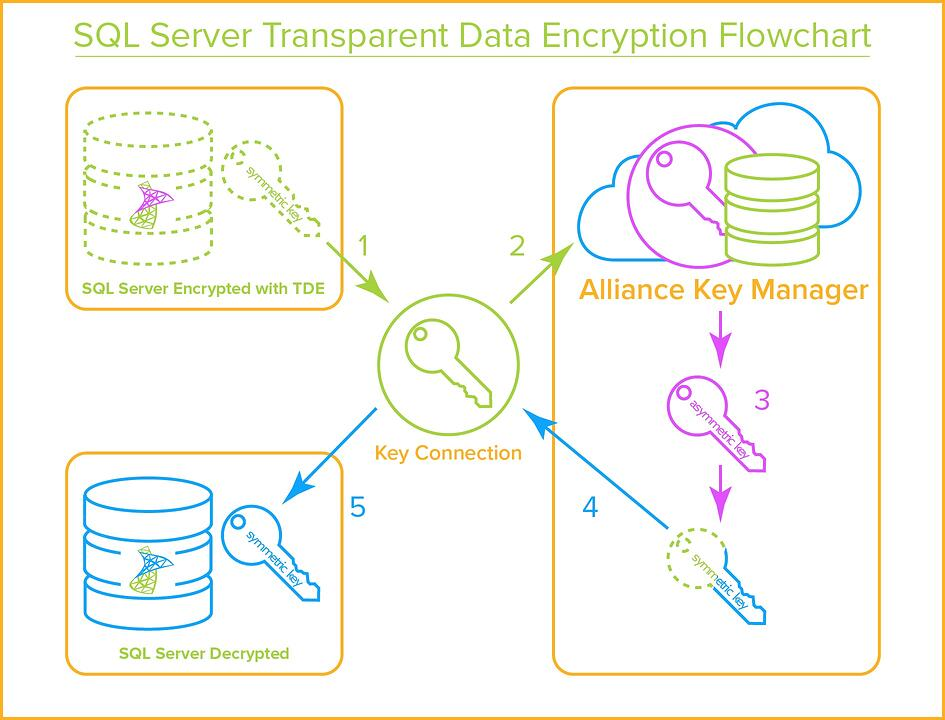 SQL Server Transparent Data Encryption Flowchart
symmetric key
SQL Server Encrypted with TDE
1
2
Alliance Key Manager
Key Connection
asymmetric key
3
4
symmetric key
5
symmetric key
SQL Server Decrypted